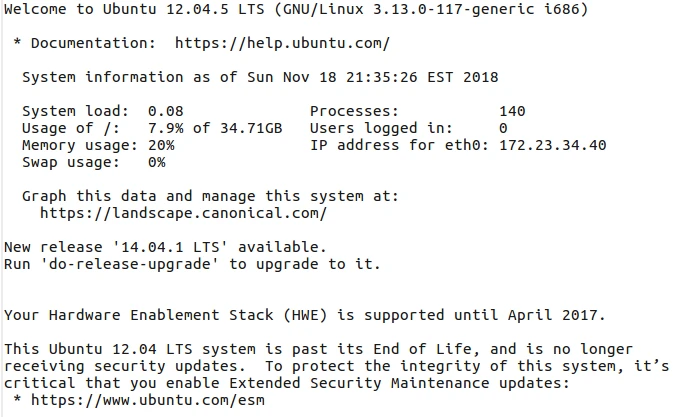 Welcome to Ubuntu 12.04.5 LTS (GNU/Linux 3.13.0-117-generic i686)
* Documentation: https://help.ubuntu.com/
System information as of Sun Nov 18 21:35:26 EST 2018
System load: 0.08 Processes: 140
Usage of /: 7.9% of 34.71GB Users logged in: 0
Memory usage: 20% IP address for eth0: 172.23.34.40
Swap usage: 0%
Graph this data and manage this system at:
https://landscape.canonical.com/
New release '14.04.1 LTS' available.
Run 'do-release-upgrade' to upgrade to it.
Your Hardware Enablement Stack (HWE) is supported until April 2017.
This Ubuntu 12.04 LTS system is past its End of Life, and is no longer
receiving security updates. To protect the integrity of this system, it’s
critical that you enable Extended Security Maintenance updates:
* https://www.ubuntu.com/esm